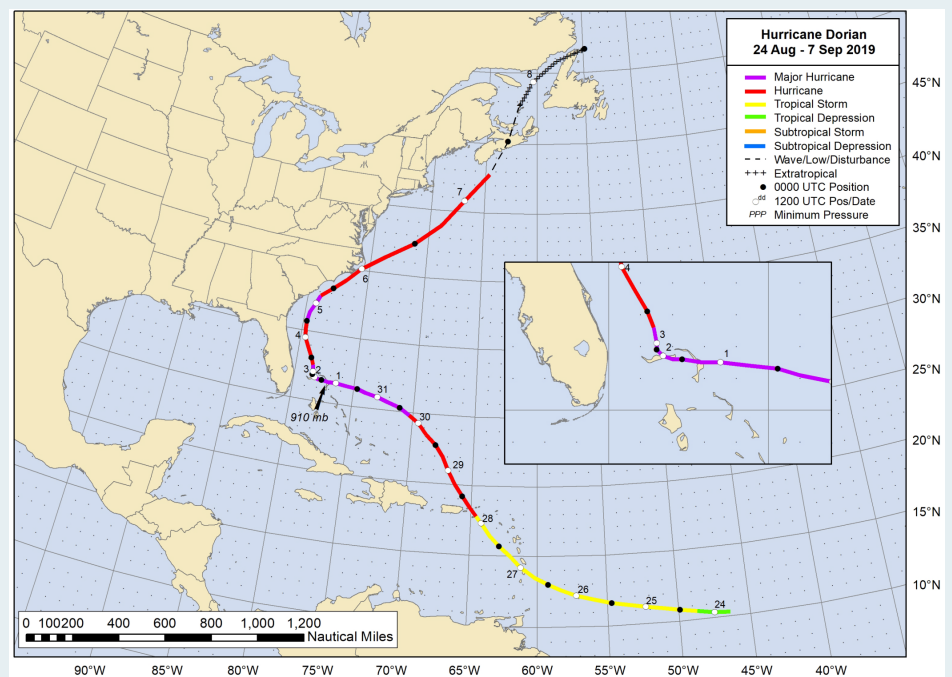 Hurricane Dorian
24 Aug - 7 Sep 2019
Major Hurricane
Hurricane
Tropical Storm
Tropical Depression
Subtropical Storm
Subtropical Depression
Wave/Low/Disturbance
+++ Extratropical
0000 UTC Position
dd 1200 UTC Pos/Date
PPP Minimum Pressure
8
45°N
40°N
7
35°N
6
30°N
5
4
25°N
3 2 1
31
910 mb
30
20°N
29
15°N
28
27
10°N
26
25
24
4
3
2
1
0 100 200 400 600 800 1,000 1,200
Nautical Miles
90°W 85°W 80°W 75°W 70°W 65°W 60°W 55°W 50°W 45°W 40°W